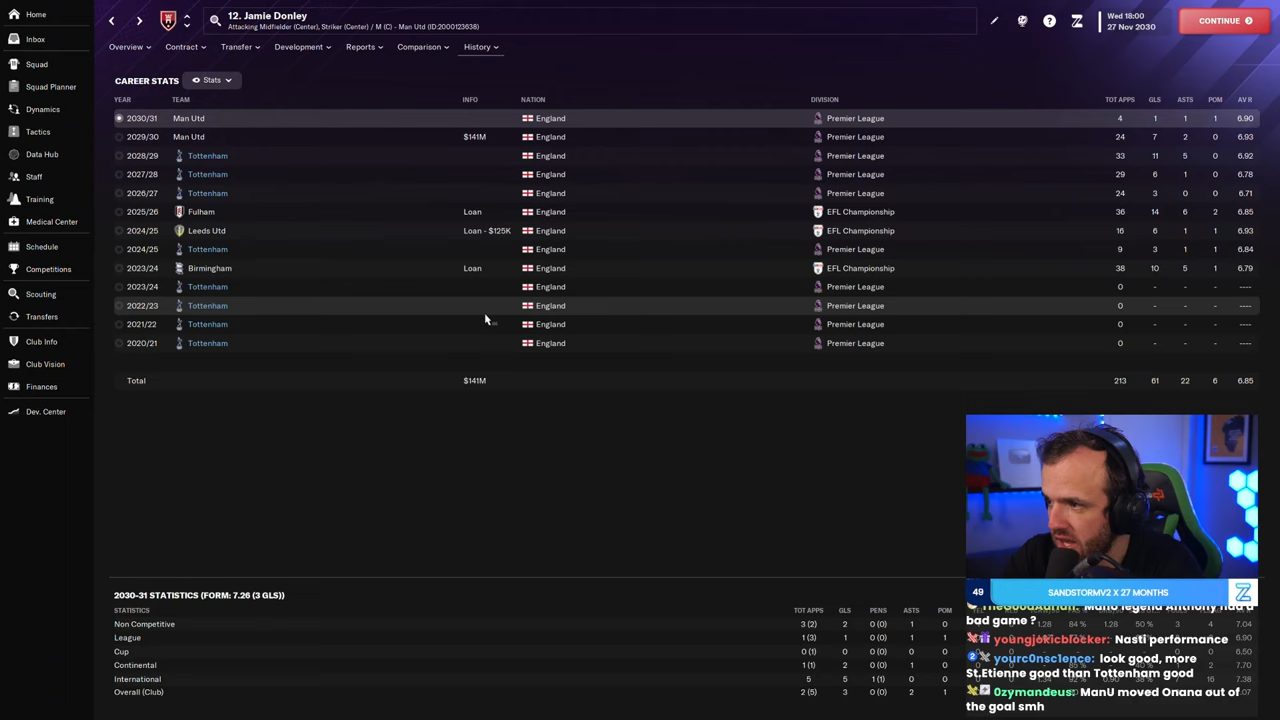 Home
Inbox
Squad
Squad Planner
Dynamics
Tactics
Data Hub
Staff
Training
Medical Center
Schedule
Competitions
Scouting
Transfers
Club Info
Club Vision
Finances
Dev. Center
12. Jamie Donley
Attacking Midfielder (Center), Striker (Center) / M (C) - Man Utd (ID:2000123638)
Wed 18:00
27 Nov 2030
CONTINUE
Overview Contract Transfer Development Reports Comparison History
CAREER STATS Stats
YEAR TEAM INFO NATION DIVISION TOT APPS GLS ASTS POM AV R
2030/31 Man Utd England Premier League 4 1 1 1 6.90
2029/30 Man Utd $141M England Premier League 24 7 2 0 6.93
2028/29 Tottenham England Premier League 33 11 5 0 6.92
2027/28 Tottenham England Premier League 29 6 1 0 6.78
2026/27 Tottenham England Premier League 24 3 0 0 6.71
2025/26 Fulham Loan England EFL Championship 36 14 6 2 6.85
2024/25 Leeds Utd Loan - $125K England EFL Championship 16 6 1 1 6.93
2024/25 Tottenham England Premier League 9 3 1 1 6.84
2023/24 Birmingham Loan England EFL Championship 38 10 5 1 6.79
2023/24 Tottenham England Premier League 0 - - - ----
2022/23 Tottenham England Premier League 0 - - - ----
2021/22 Tottenham England Premier League 0 - - - ----
2020/21 Tottenham England Premier League 0 - - - ----
Total $141M 213 61 22 6 6.85
2030-31 STATISTICS (FORM: 7.26 (3 GLS))
STATISTICS TOT APPS GLS PENS ASTS POM
Non Competitive 3 (2) 2 0 (0) 1 0
League 1 (3) 1 0 (0) 1 1
Cup 0 (1) 0 0 (0) 0 0
Continental 1 (1) 2 0 (0) 1 0
International 5 5 1 (1) 0 0
Overall (Club) 2 (5) 3 0 (0) 2 1
49 SANDSTORMV2 X 27 MONTHS
had a
bad game ?
youngjokicblocker: Nasti performance
yourc0nsc1ence: look good, more
St.Etienne good than Tottenham good
0zymandeus: ManU moved Onana out of
the goal smh